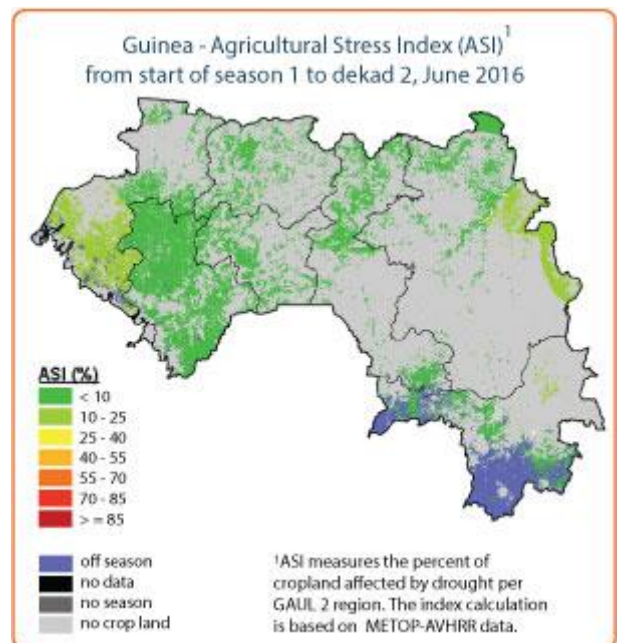 Guinea - Agricultural Stress Index (ASI)¹
from start of season 1 to dekad 2, June 2016
ASI (%)
< 10
10 - 25
25 - 40
40 - 55
55 - 70
70 - 85
> = 85
off season
no data
no season
no crop land
¹ASI measures the percent of
cropland affected by drought per
GAUL 2 region. The index calculation
is based on METOP-AVHRR data.